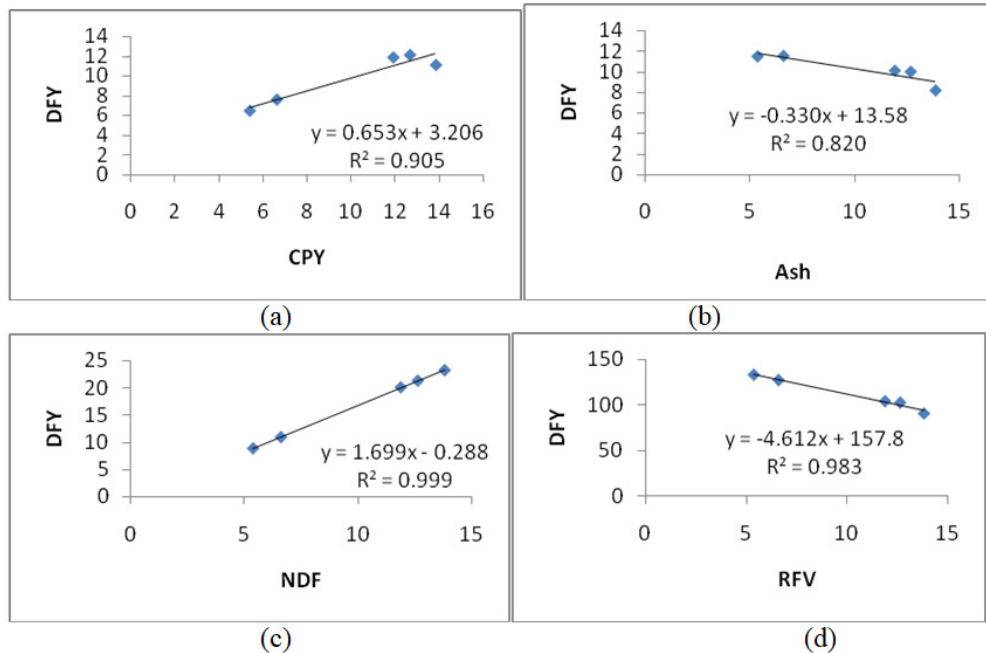 14
12
10
8
6
4
2
0
DFY
y = 0.653x + 3.206
R² = 0.905
0 2 4 6 8 10 12 14 16
CPY
(a)
14
12
10
8
6
4
2
0
DFY
y = -0.330x + 13.58
R² = 0.820
0 5 10 15
Ash
(b)
25
20
15
10
5
0
DFY
y = 1.699x - 0.288
R² = 0.999
0 5 10 15
NDF
(c)
150
100
50
0
DFY
y = -4.612x + 157.8
R² = 0.983
0 5 10 15
RFV
(d)